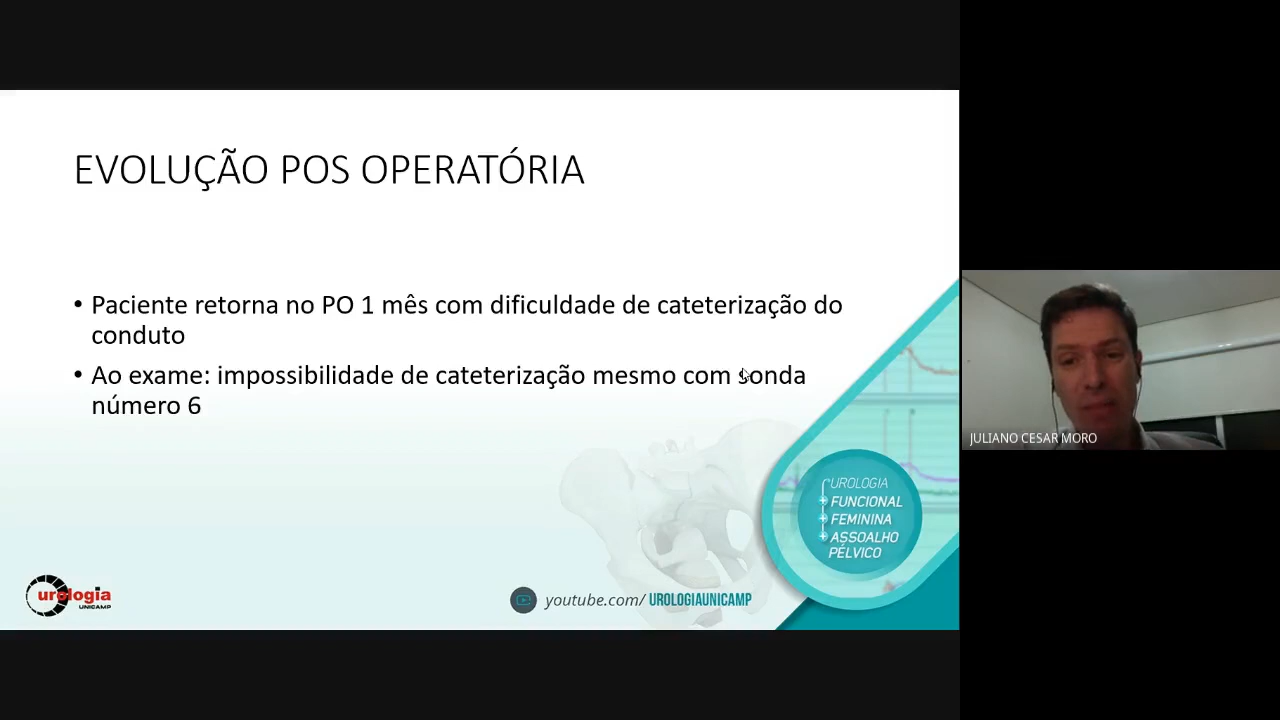 EVOLUÇÃO POS OPERATÓRIA
• Paciente retorna no PO 1 mês com dificuldade de cateterização do
conduto
• Ao exame: impossibilidade de cateterização mesmo com sonda
número 6
UROLOGIA
FUNCIONAL
FEMININA
ASSOALHO
PÉLVICO
urologia
UNICAMP
youtube.com/ UROLOGIAUNICAMP
JULIANO CESAR MORO